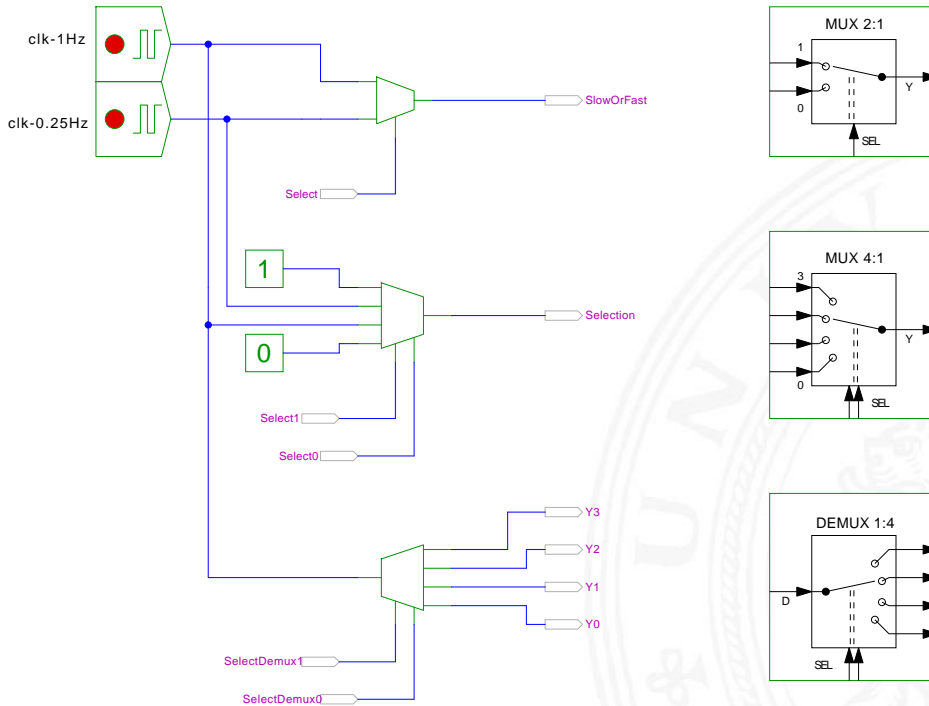 clk-1Hz
clk-0.25Hz
Select
SlowOrFast
1
0
Selection
Select1
Select0
Y3
Y2
Y1
Y0
SelectDemux1
SelectDemux0
MUX 2:1
1
0
Y
SEL
MUX 4:1
3
0
Y
SEL
DEMUX 1:4
D
SEL
U N I V